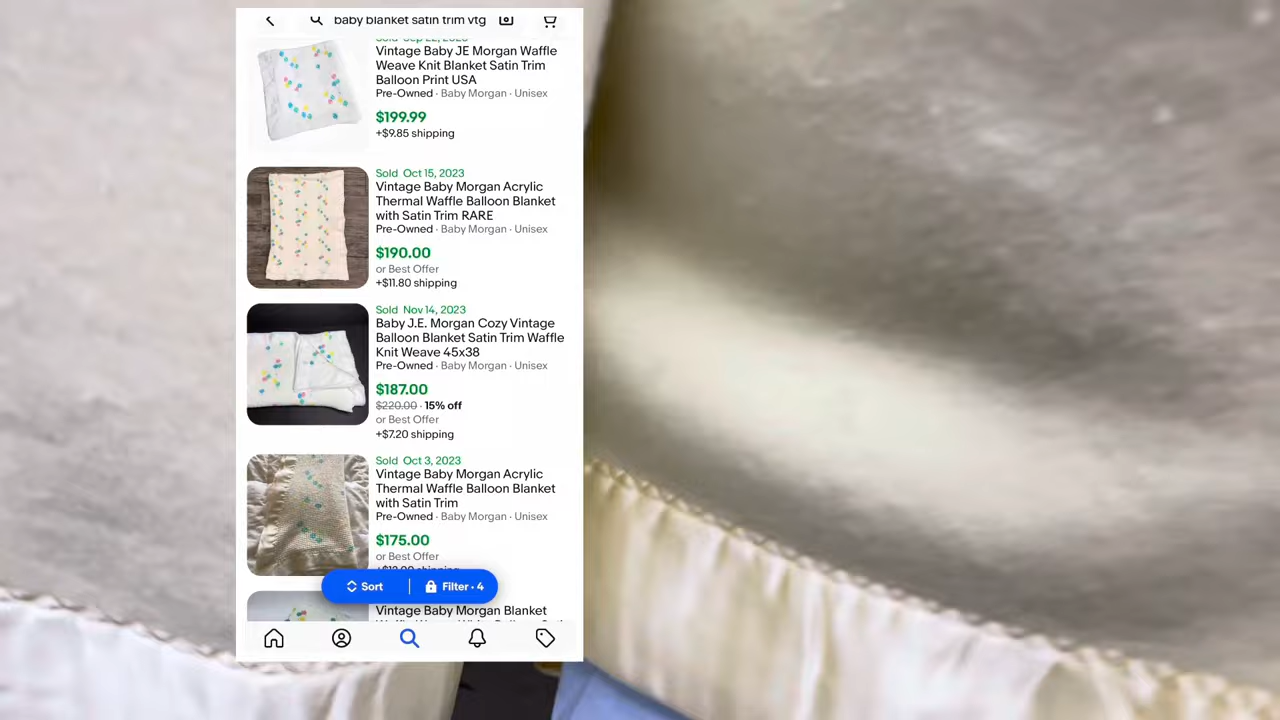 baby blanket satin trim vtg
Sold Sep 22, 2023
Vintage Baby JE Morgan Waffle
Weave Knit Blanket Satin Trim
Balloon Print USA
Pre-Owned · Baby Morgan · Unisex
$199.99
+$9.85 shipping
Sold Oct 15, 2023
Vintage Baby Morgan Acrylic
Thermal Waffle Balloon Blanket
with Satin Trim RARE
Pre-Owned · Baby Morgan · Unisex
$190.00
or Best Offer
+$11.80 shipping
Sold Nov 14, 2023
Baby J.E. Morgan Cozy Vintage
Balloon Blanket Satin Trim Waffle
Knit Weave 45x38
Pre-Owned · Baby Morgan · Unisex
$187.00
$220.00 · 15% off
or Best Offer
+$7.20 shipping
Sold Oct 3, 2023
Vintage Baby Morgan Acrylic
Thermal Waffle Balloon Blanket
with Satin Trim
Pre-Owned · Baby Morgan · Unisex
$175.00
or Best Offer
Sort
Filter · 4
Vintage Baby Morgan Blanket